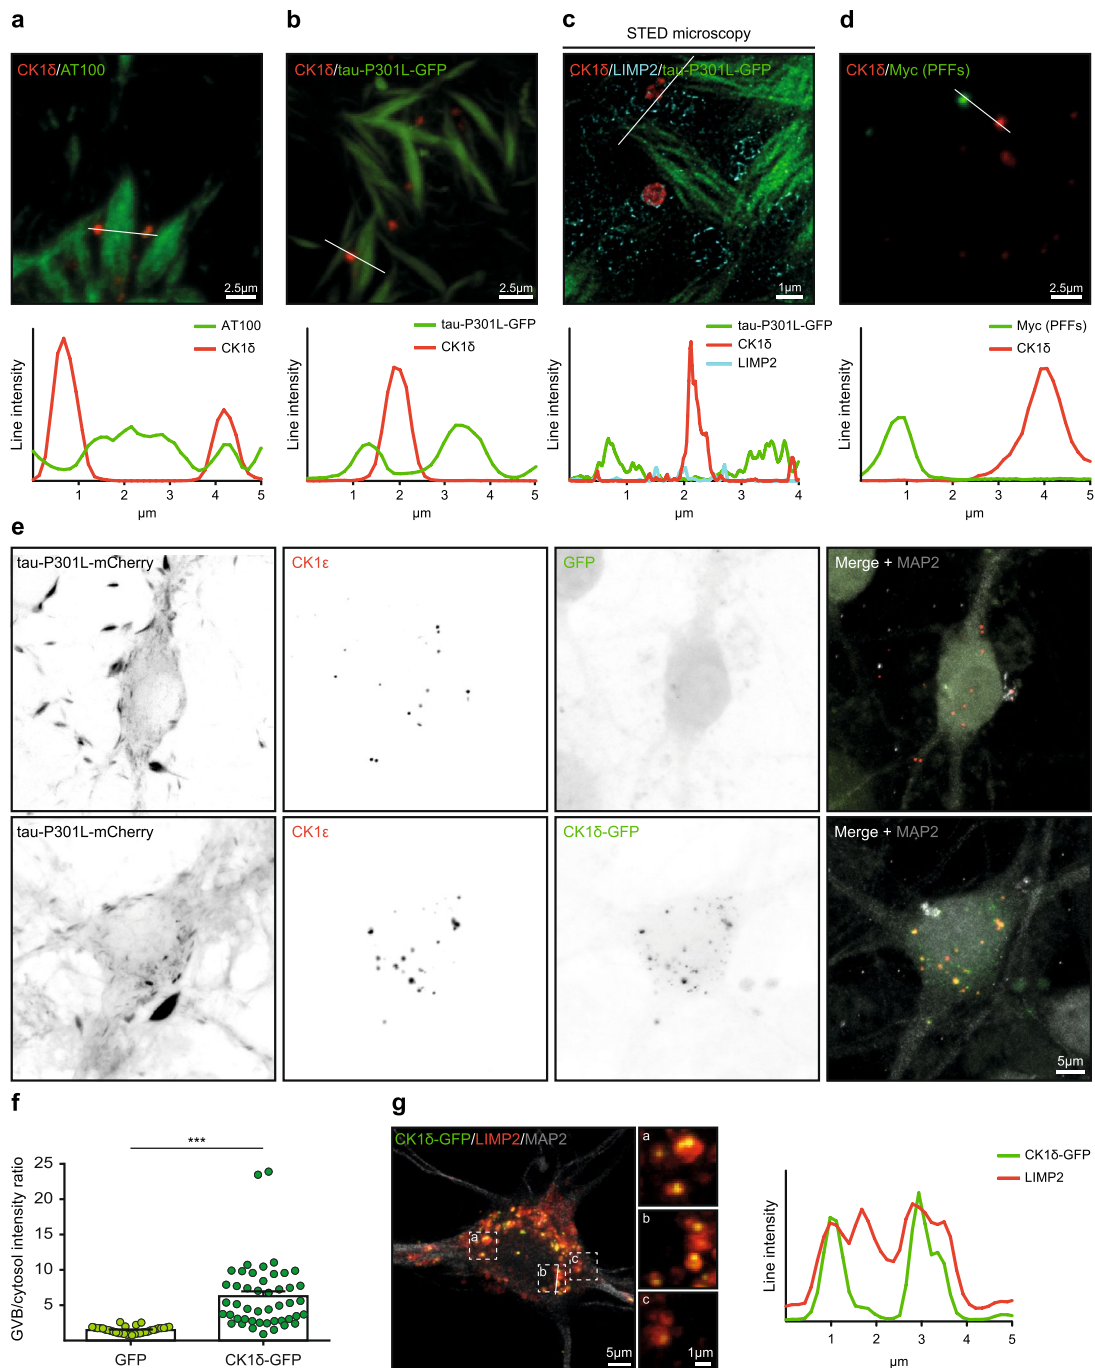 a
b
c
d
STED microscopy
CK1δ/AT100
CK1δ/tau-P301L-GFP
CK1δ/LIMP2/tau-P301L-GFP
CK1δ/Myc (PFFs)
2.5µm
2.5µm
1µm
2.5µm
Line intensity
AT100
CK1δ
1 2 3 4 5
µm
Line intensity
tau-P301L-GFP
CK1δ
1 2 3 4 5
µm
Line intensity
tau-P301L-GFP
CK1δ
LIMP2
1 2 3 4
µm
Line intensity
Myc (PFFs)
CK1δ
1 2 3 4 5
µm
e
tau-P301L-mCherry
CK1ε
GFP
Merge + MAP2
tau-P301L-mCherry
CK1ε
CK1δ-GFP
Merge + MAP2
5µm
f
GVB/cytosol intensity ratio
25
20
15
10
5
***
GFP
CK1δ-GFP
g
CK1δ-GFP/LIMP2/MAP2
a
b
c
5µm
a
b
c
1µm
Line intensity
CK1δ-GFP
LIMP2
1 2 3 4 5
µm